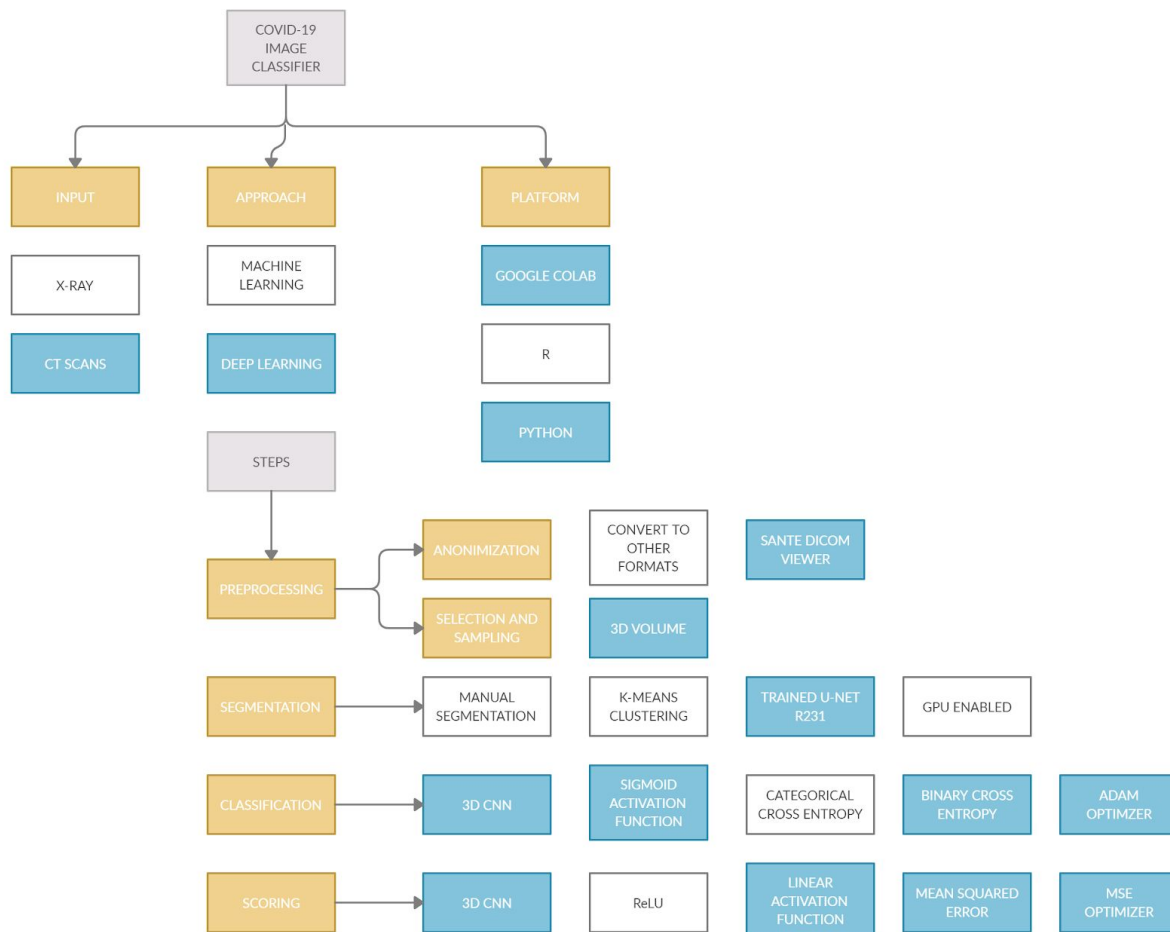 COVID-19
IMAGE
CLASSIFIER
INPUT
APPROACH
PLATFORM
X-RAY
MACHINE
LEARNING
GOOGLE COLAB
CT SCANS
DEEP LEARNING
R
PYTHON
STEPS
PREPROCESSING
ANONIMIZATION
CONVERT TO
OTHER
FORMATS
SANTE DICOM
VIEWER
SELECTION AND
SAMPLING
3D VOLUME
SEGMENTATION
MANUAL
SEGMENTATION
K-MEANS
CLUSTERING
TRAINED U-NET
R231
GPU ENABLED
CLASSIFICATION
3D CNN
SIGMOID
ACTIVATION
FUNCTION
CATEGORICAL
CROSS ENTROPY
BINARY CROSS
ENTROPY
ADAM
OPTIMZER
SCORING
3D CNN
ReLU
LINEAR
ACTIVATION
FUNCTION
MEAN SQUARED
ERROR
MSE
OPTIMIZER